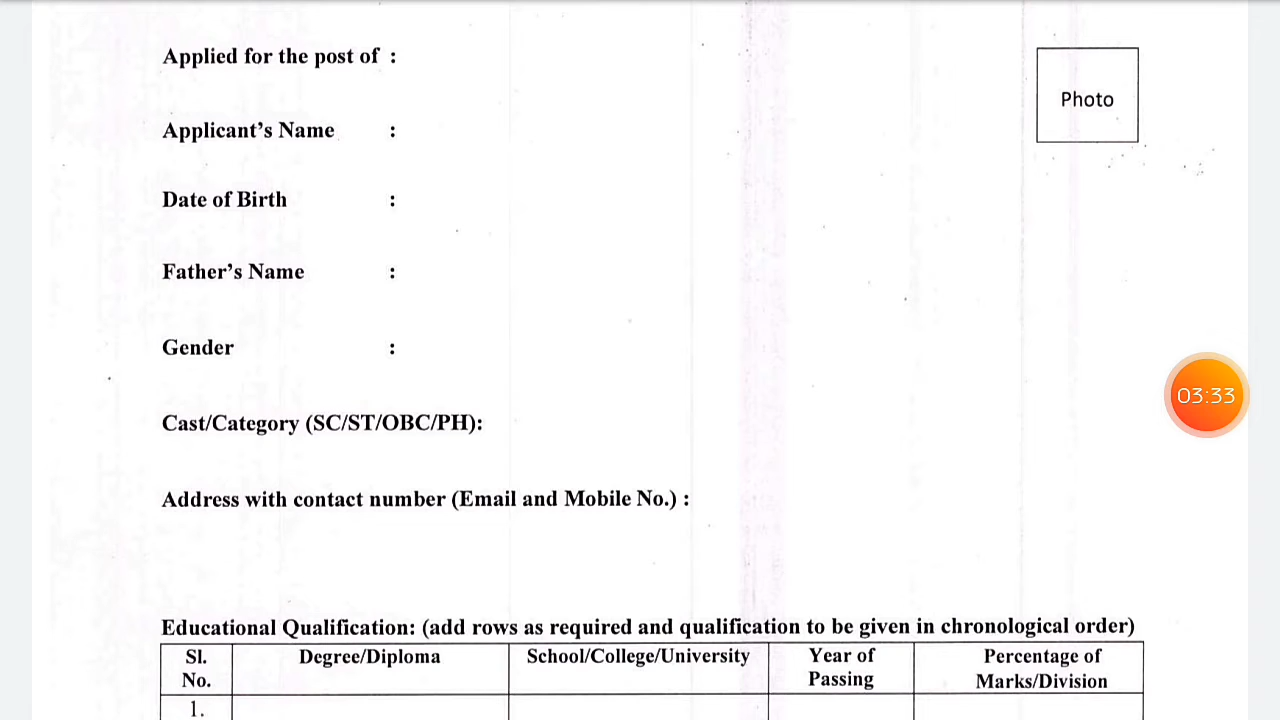 Applied for the post of :
Photo
Applicant's Name :
Date of Birth :
Father's Name :
Gender :
03:33
Cast/Category (SC/ST/OBC/PH):
Address with contact number (Email and Mobile No.) :
Educational Qualification: (add rows as required and qualification to be given in chronological order)
Sl. No. Degree/Diploma School/College/University Year of Passing Percentage of Marks/Division
1.